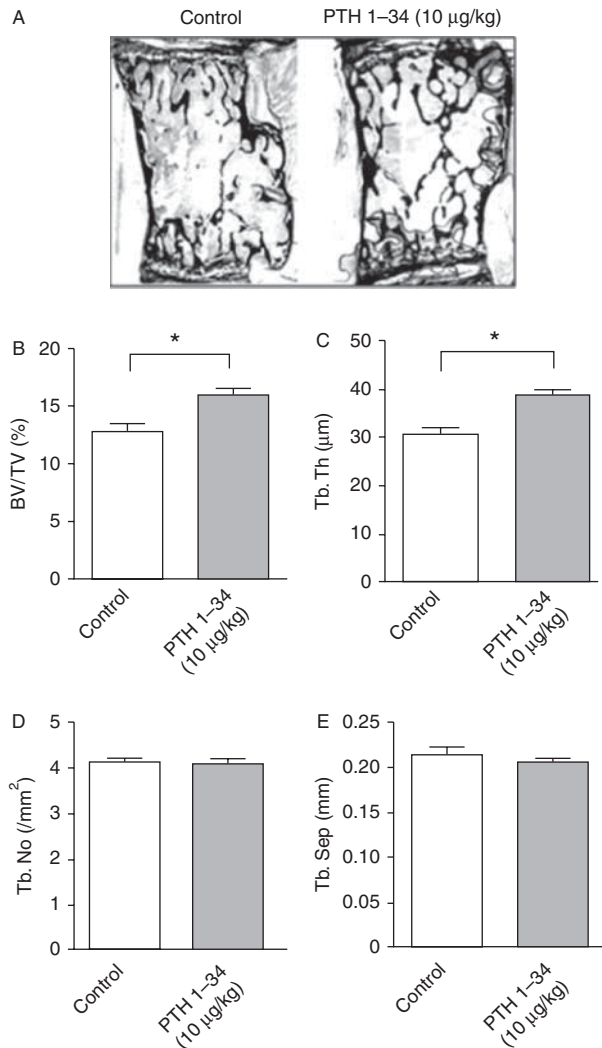 A
Control
PTH 1–34 (10 μg/kg)
B
20
15
10
5
0
BV/TV (%)
*
Control
PTH 1–34
(10 μg/kg)
C
50
40
30
20
10
0
Tb. Th (μm)
*
Control
PTH 1–34
(10 μg/kg)
D
5
4
3
2
1
0
Tb. No (/mm²)
Control
PTH 1–34
(10 μg/kg)
E
0.25
0.20
0.15
0.10
0.05
0
Tb. Sep (mm)
Control
PTH 1–34
(10 μg/kg)